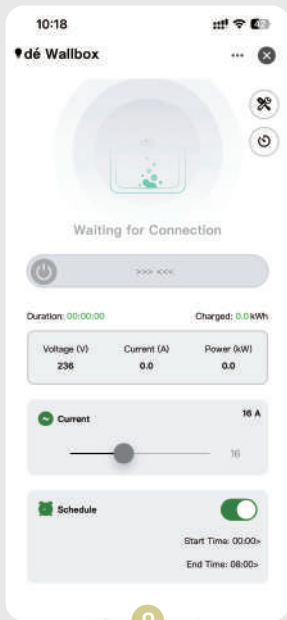 10:18
dé Wallbox
Waiting for Connection
>>> <<<
Duration: 00:00:00 Charged: 0.0 kWh
Voltage (V) Current (A) Power (kW)
236 0.0 0.0
Current 16 A
16
Schedule
Start Time: 00:00>
End Time: 08:00>